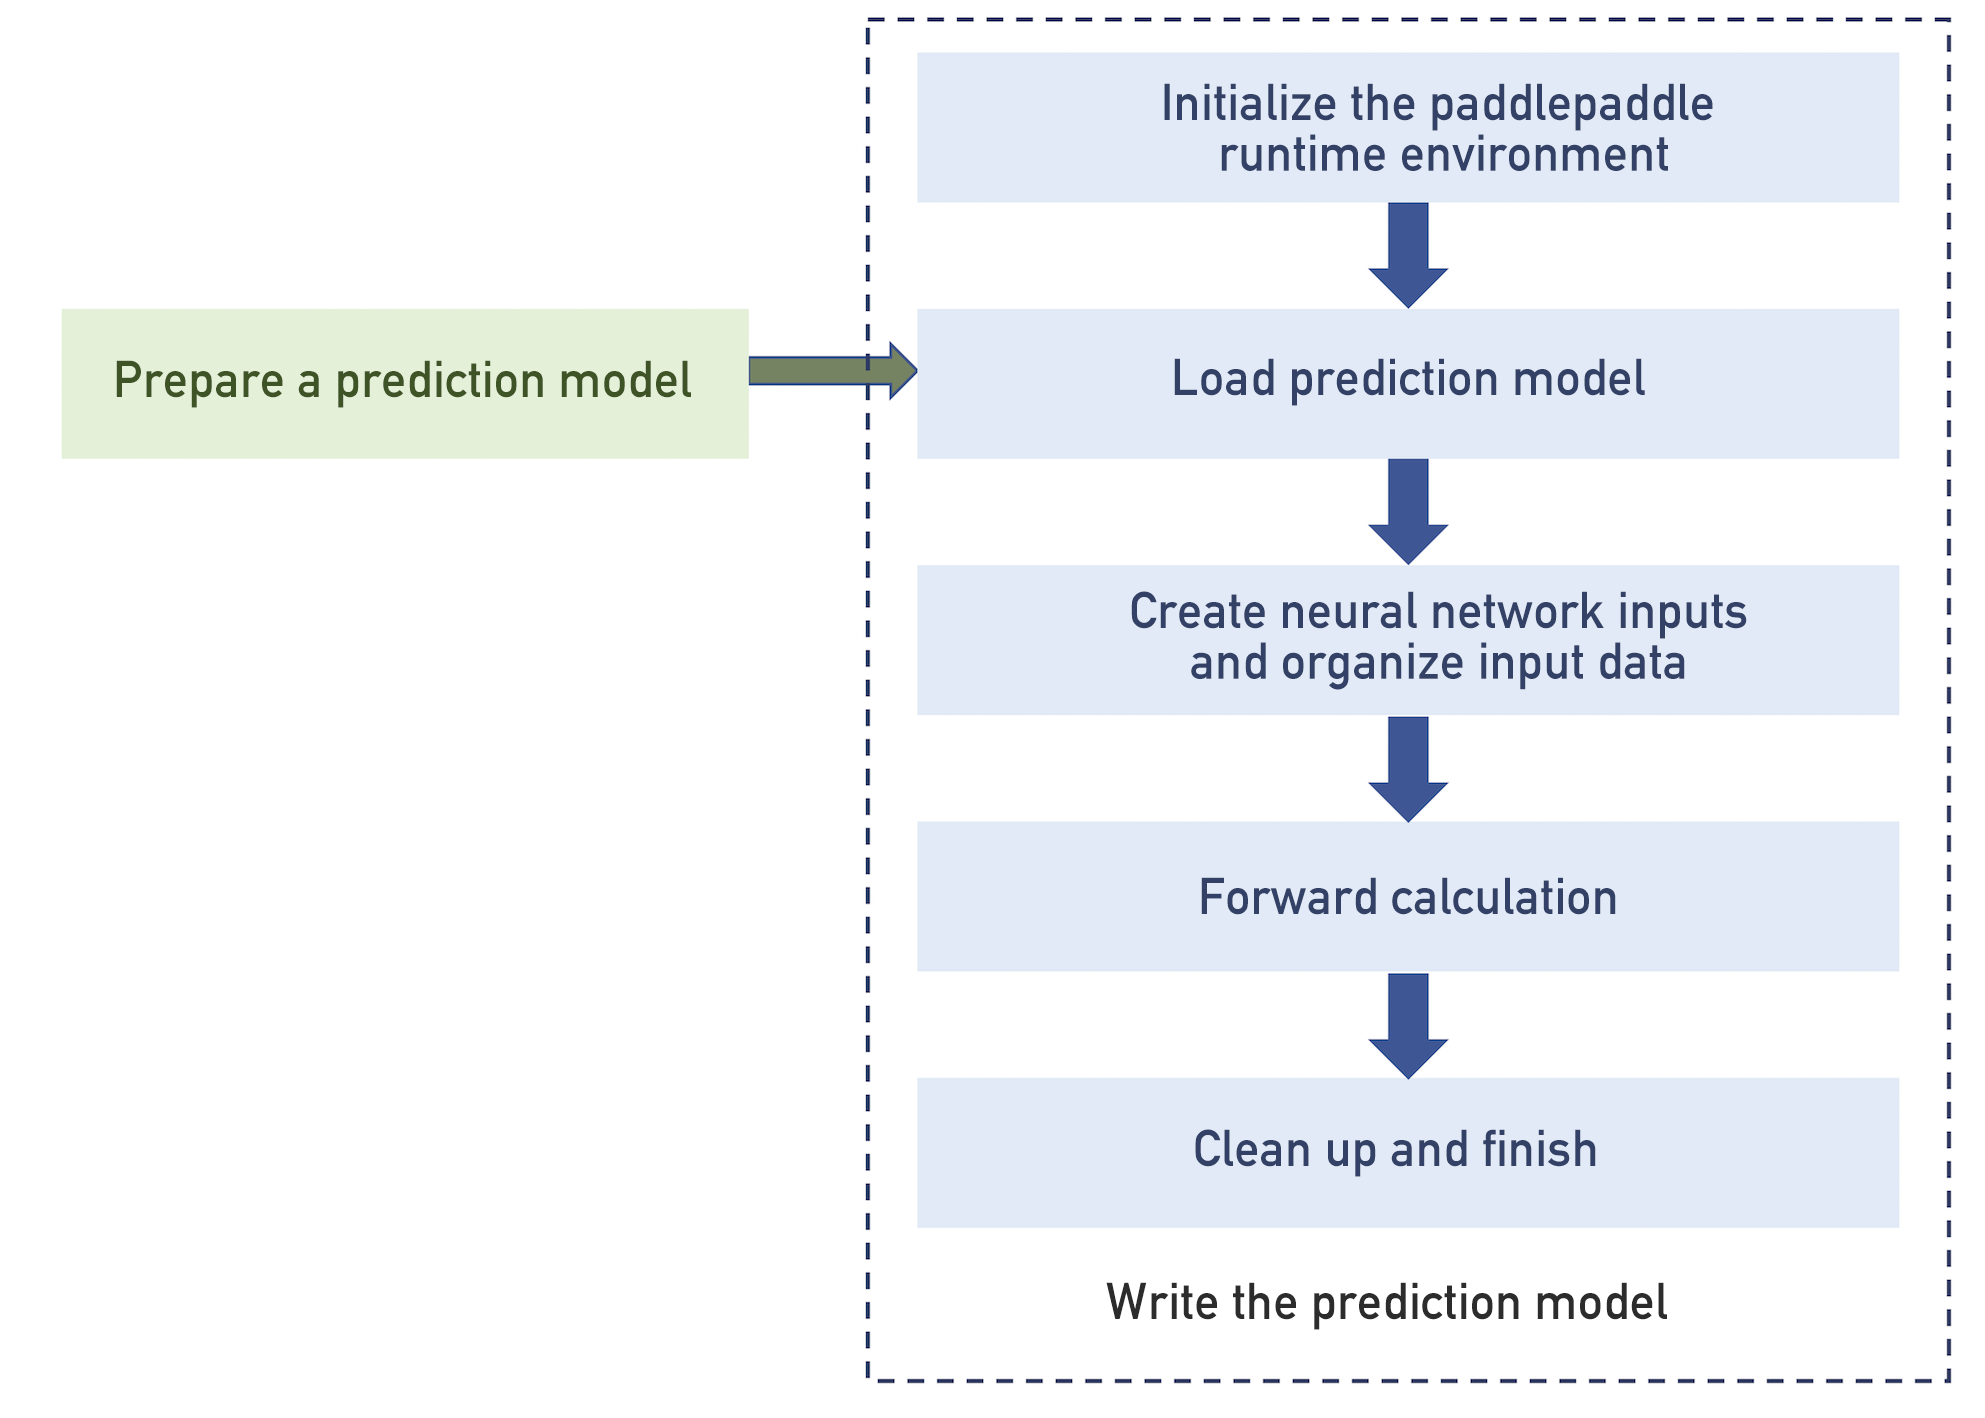 Initialize the paddlepaddle
runtime environment
Prepare a prediction model
Load prediction model
Create neural network inputs
and organize input data
Forward calculation
Clean up and finish
Write the prediction model